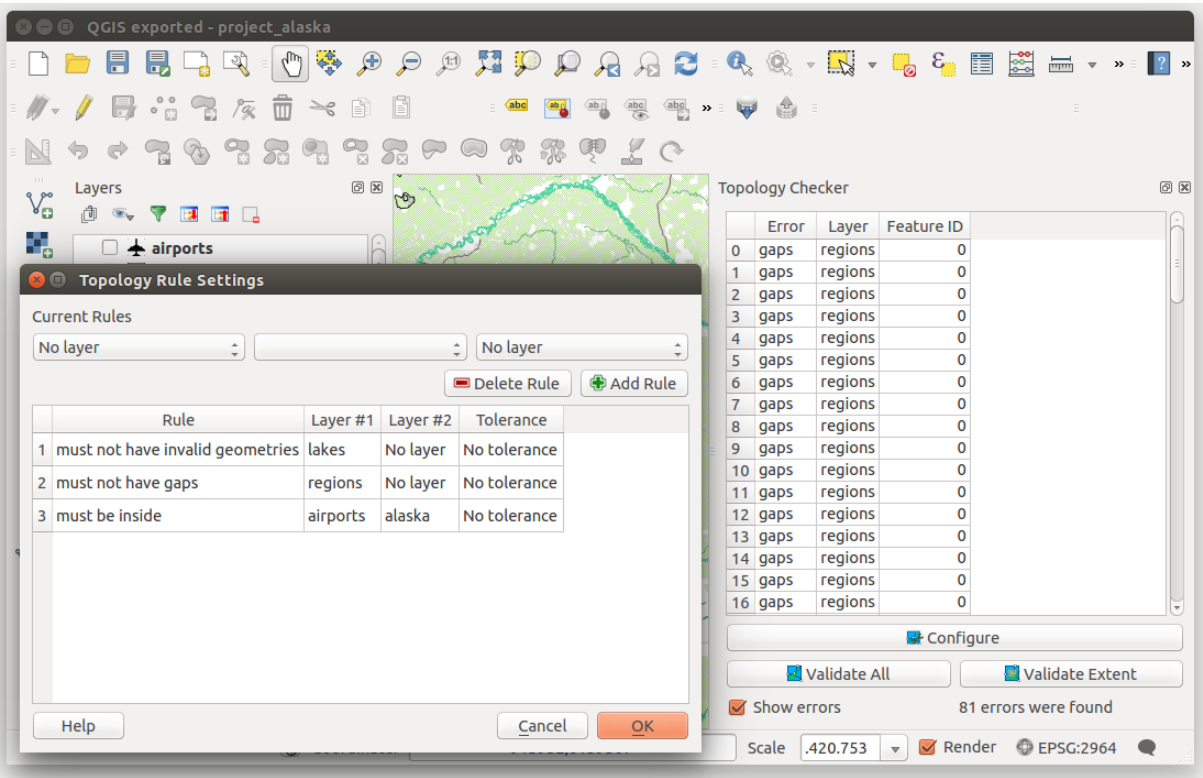 QGIS exported - project_alaska
1:1
abc abc abc abc abc » »
Layers
Topology Checker
airports
Error Layer Feature ID
0 gaps regions 0
1 gaps regions 0
2 gaps regions 0
3 gaps regions 0
4 gaps regions 0
5 gaps regions 0
6 gaps regions 0
7 gaps regions 0
8 gaps regions 0
9 gaps regions 0
10 gaps regions 0
11 gaps regions 0
12 gaps regions 0
13 gaps regions 0
14 gaps regions 0
15 gaps regions 0
16 gaps regions 0
Configure
Validate All Validate Extent
Show errors 81 errors were found
Topology Rule Settings
Current Rules
No layer No layer
Delete Rule Add Rule
Rule Layer #1 Layer #2 Tolerance
1 must not have invalid geometries lakes No layer No tolerance
2 must not have gaps regions No layer No tolerance
3 must be inside airports alaska No tolerance
Help Cancel OK
Scale .420.753 Render EPSG:2964